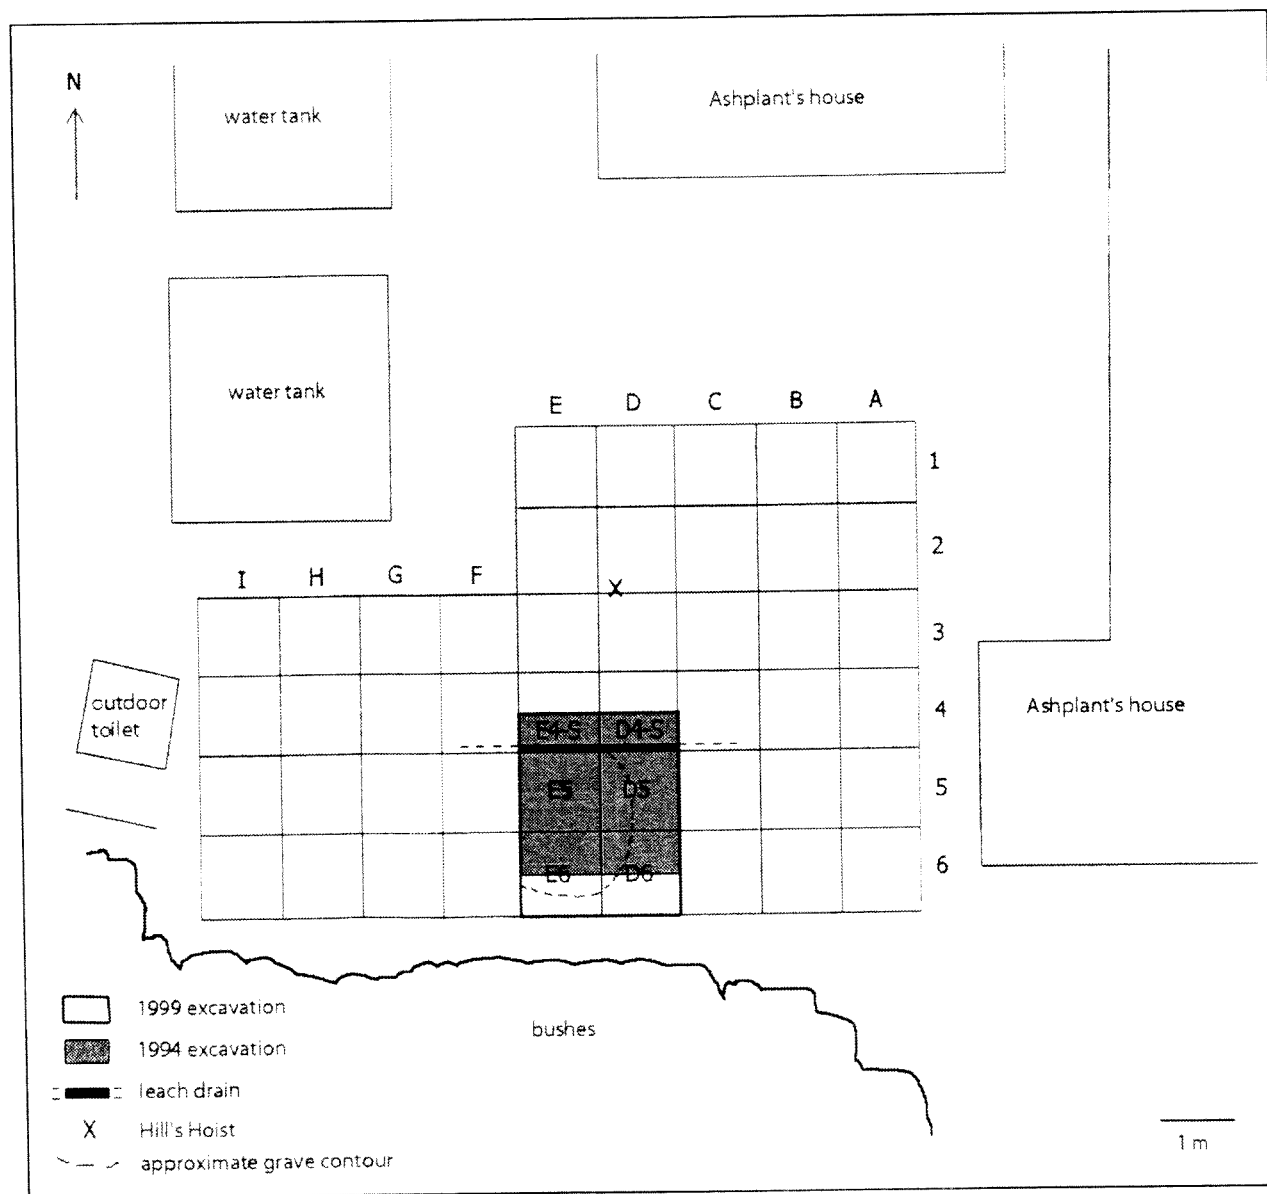 N
water tank
Ashplant's house
water tank
E D C B A
1
2
I H G F
X
3
outdoor
toilet
4
Ashplant's house
E4-S D4-S
E5 D5
5
E6 D6
6
1999 excavation
1994 excavation
leach drain
X Hill's Hoist
approximate grave contour
bushes
1 m